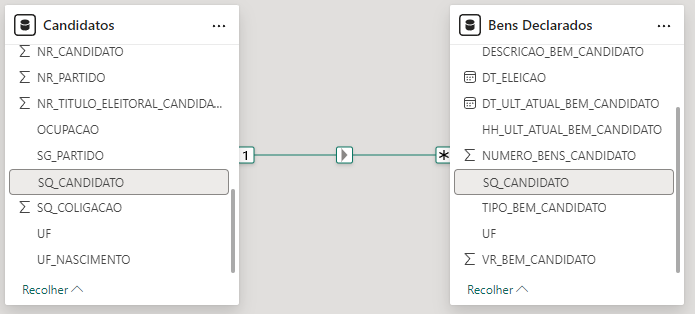 Candidatos
NR_CANDIDATO
NR_PARTIDO
NR_TITULO_ELEITORAL_CANDIDA...
OCUPACAO
SG_PARTIDO
SQ_CANDIDATO
SQ_COLIGACAO
UF
UF_NASCIMENTO
Recolher
1
*
Bens Declarados
DESCRICAO_BEM_CANDIDATO
DT_ELEICAO
DT_ULT_ATUAL_BEM_CANDIDATO
HH_ULT_ATUAL_BEM_CANDIDATO
NUMERO_BENS_CANDIDATO
SQ_CANDIDATO
TIPO_BEM_CANDIDATO
UF
VR_BEM_CANDIDATO
Recolher